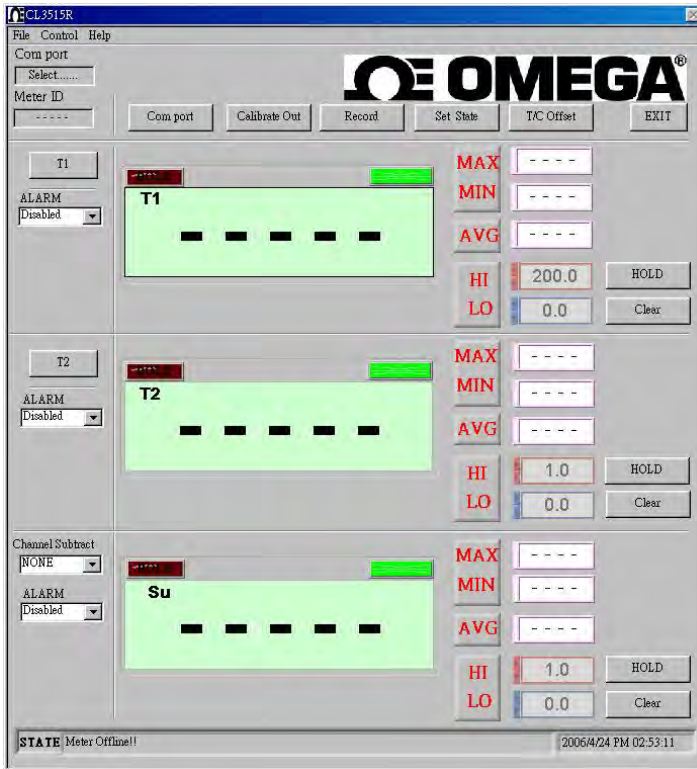 CL3515R
File Control Help
Com port
Select.......
Meter ID
- - - - -
OMEGA®
Com port Calibrate Out Record Set State T/C Offset EXIT
T1
ALARM
Disabled
T1
- - - - -
MAX - - - -
MIN - - - -
AVG - - - -
HI 200.0 HOLD
LO 0.0 Clear
T2
ALARM
Disabled
T2
- - - - -
MAX - - - -
MIN - - - -
AVG - - - -
HI 1.0 HOLD
LO 0.0 Clear
Channel Subtract
NONE
ALARM
Disabled
Su
- - - - -
MAX - - - -
MIN - - - -
AVG - - - -
HI 1.0 HOLD
LO 0.0 Clear
STATE Meter Offline!! 2006/4/24 PM 02:53:11